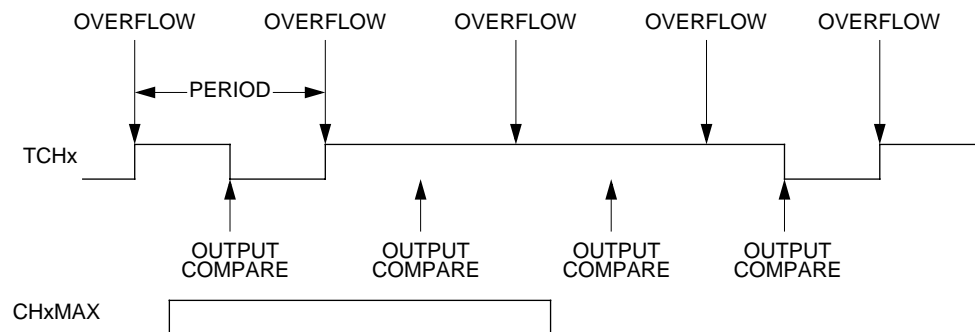 OVERFLOW OVERFLOW OVERFLOW OVERFLOW OVERFLOW
PERIOD
TCHx
OUTPUT COMPARE
OUTPUT COMPARE
OUTPUT COMPARE
OUTPUT COMPARE
CHxMAX